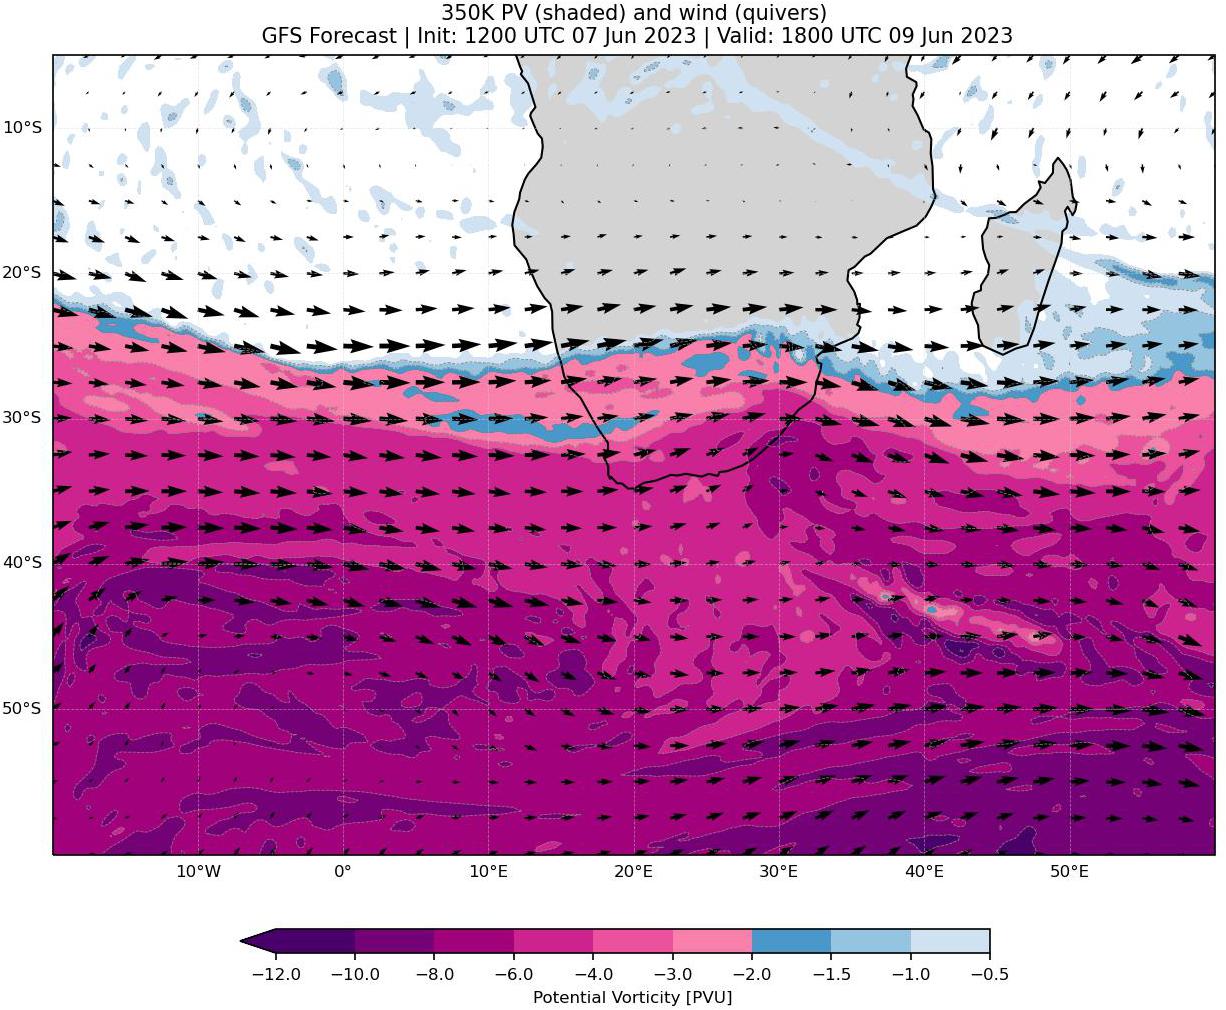 350K PV (shaded) and wind (quivers)
GFS Forecast | Init: 1200 UTC 07 Jun 2023 | Valid: 1800 UTC 09 Jun 2023
10°S
20°S
30°S
40°S
50°S
10°W 0° 10°E 20°E 30°E 40°E 50°E
−12.0 −10.0 −8.0 −6.0 −4.0 −3.0 −2.0 −1.5 −1.0 −0.5
Potential Vorticity [PVU]